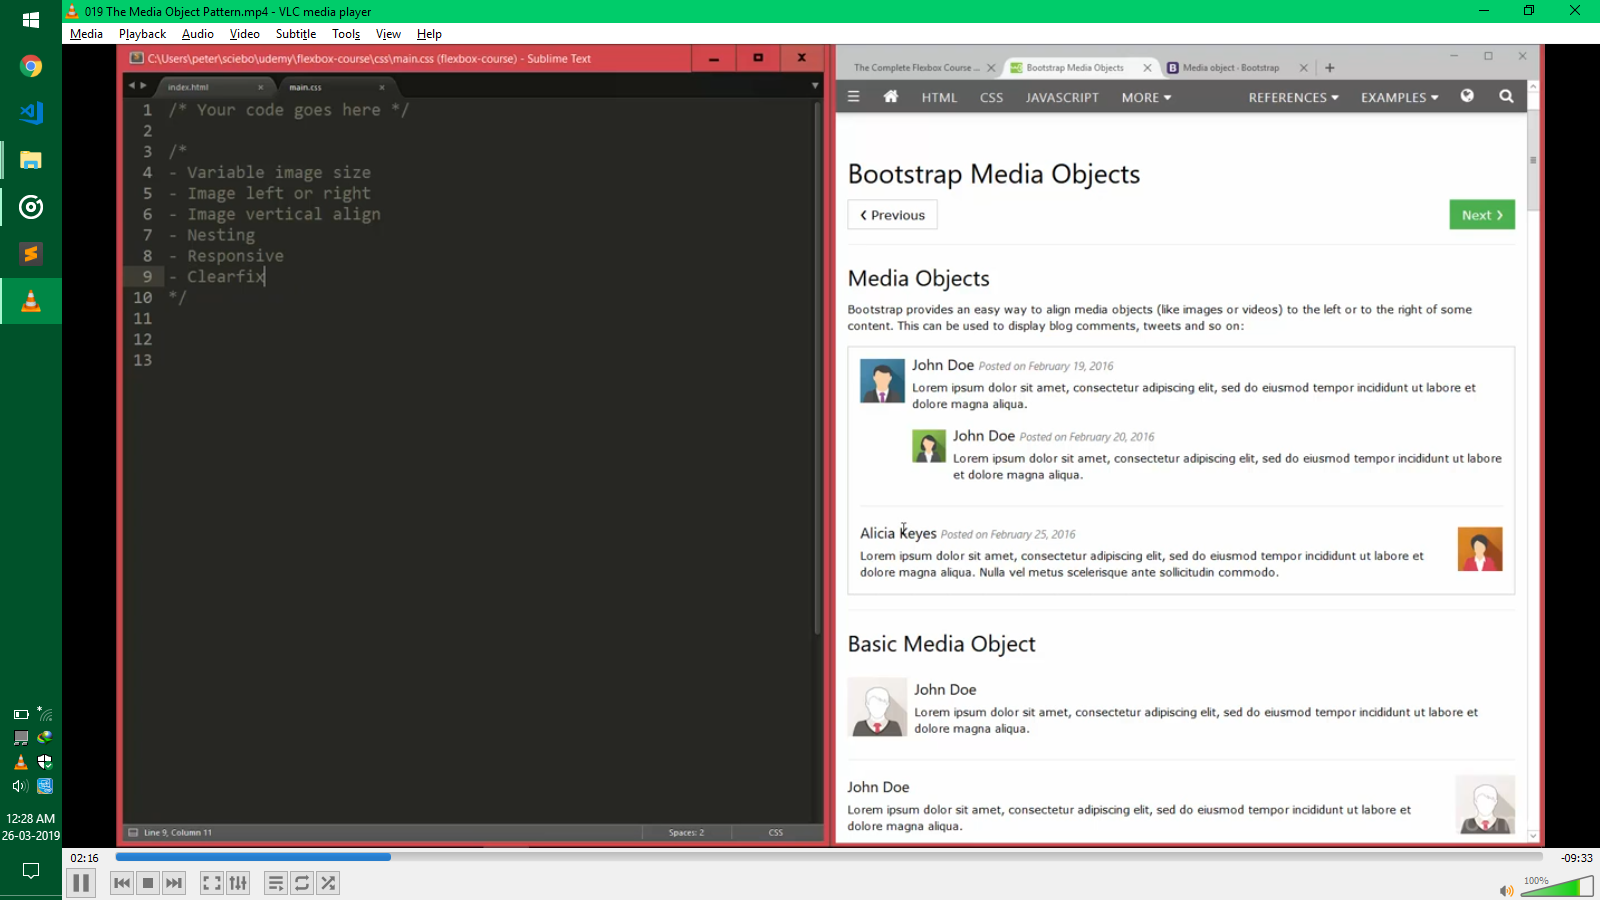 019 The Media Object Pattern.mp4 - VLC media player
Media Playback Audio Video Subtitle Tools View Help
C:\Users\peter\sciebo\udemy\flexbox-course\css\main.css (flexbox-course) - Sublime Text
index.html main.css
1 /* Your code goes here */
2
3 /*
4 - Variable image size
5 - Image left or right
6 - Image vertical align
7 - Nesting
8 - Responsive
9 - Clearfix
10 */
11
12
13
Line 9, Column 11 Spaces: 2 CSS
The Complete Flexbox Course ... Bootstrap Media Objects Media object · Bootstrap
HTML CSS JAVASCRIPT MORE REFERENCES EXAMPLES
Bootstrap Media Objects
❮ Previous Next ❯
Media Objects
Bootstrap provides an easy way to align media objects (like images or videos) to the left or to the right of some
content. This can be used to display blog comments, tweets and so on:
John Doe Posted on February 19, 2016
Lorem ipsum dolor sit amet, consectetur adipiscing elit, sed do eiusmod tempor incididunt ut labore et
dolore magna aliqua.
John Doe Posted on February 20, 2016
Lorem ipsum dolor sit amet, consectetur adipiscing elit, sed do eiusmod tempor incididunt ut labore
et dolore magna aliqua.
Alicia Keyes Posted on February 25, 2016
Lorem ipsum dolor sit amet, consectetur adipiscing elit, sed do eiusmod tempor incididunt ut labore et
dolore magna aliqua. Nulla vel metus scelerisque ante sollicitudin commodo.
Basic Media Object
John Doe
Lorem ipsum dolor sit amet, consectetur adipiscing elit, sed do eiusmod tempor incididunt ut labore et
dolore magna aliqua.
John Doe
Lorem ipsum dolor sit amet, consectetur adipiscing elit, sed do eiusmod tempor incididunt ut labore et
dolore magna aliqua.
12:28 AM
26-03-2019
02:16 -09:33
100%